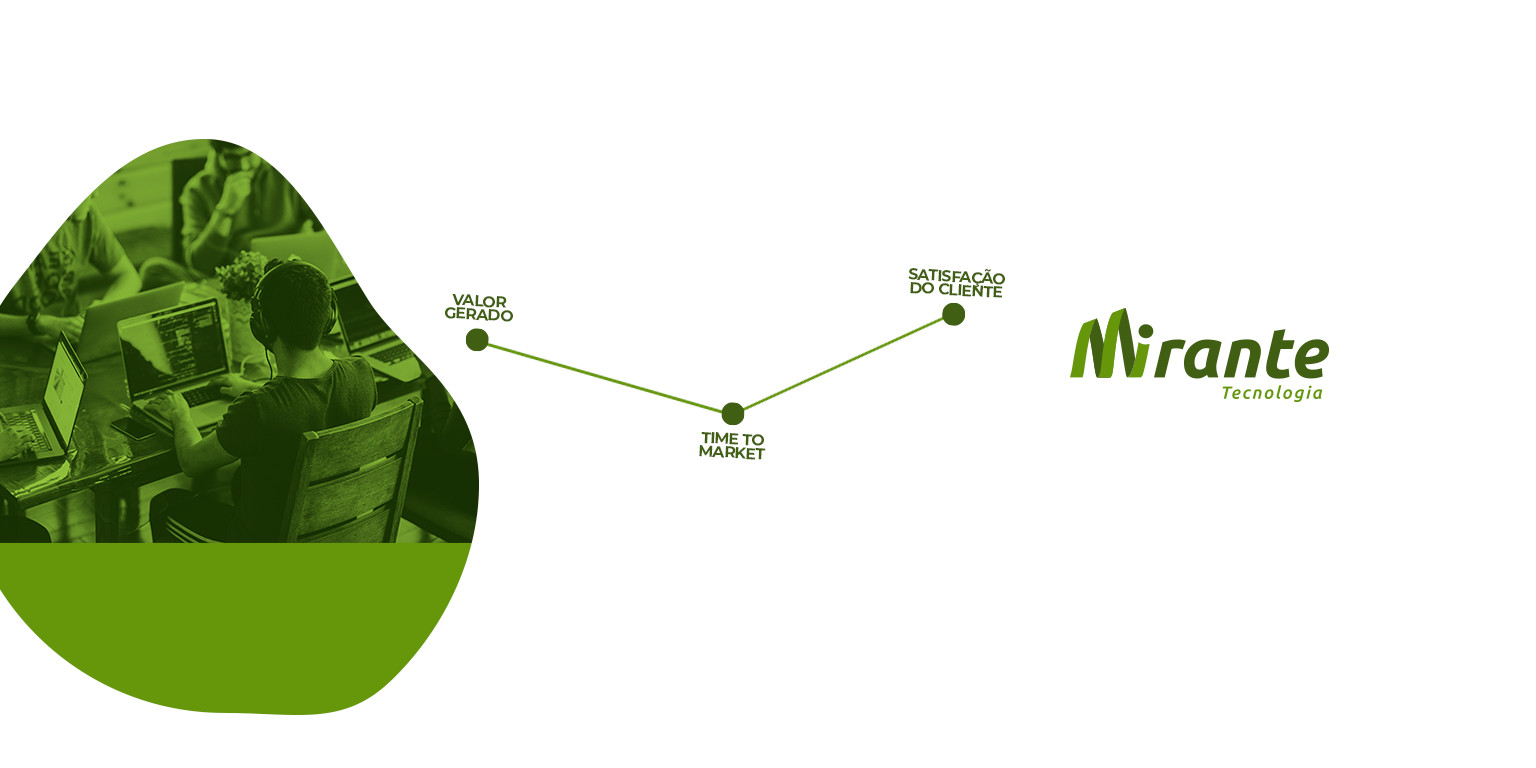 VALOR
GERADO
TIME TO
MARKET
SATISFAÇÃO
DO CLIENTE
Mirante
Tecnologia